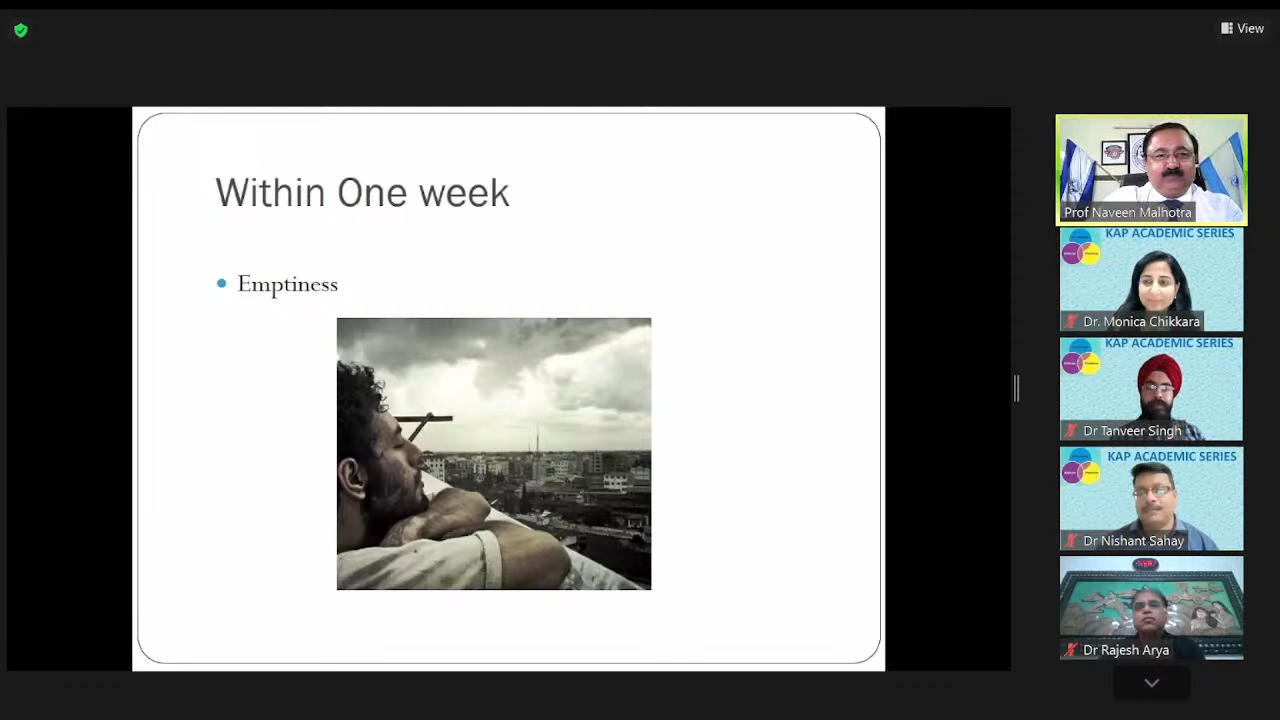 View
Within One week
Emptiness
Prof Naveen Malhotra
KAP ACADEMIC SERIES
Dr. Monica Chikkara
KAP ACADEMIC SERIES
Dr Tanveer Singh
KAP ACADEMIC SERIES
Dr Nishant Sahay
Dr Rajesh Arya